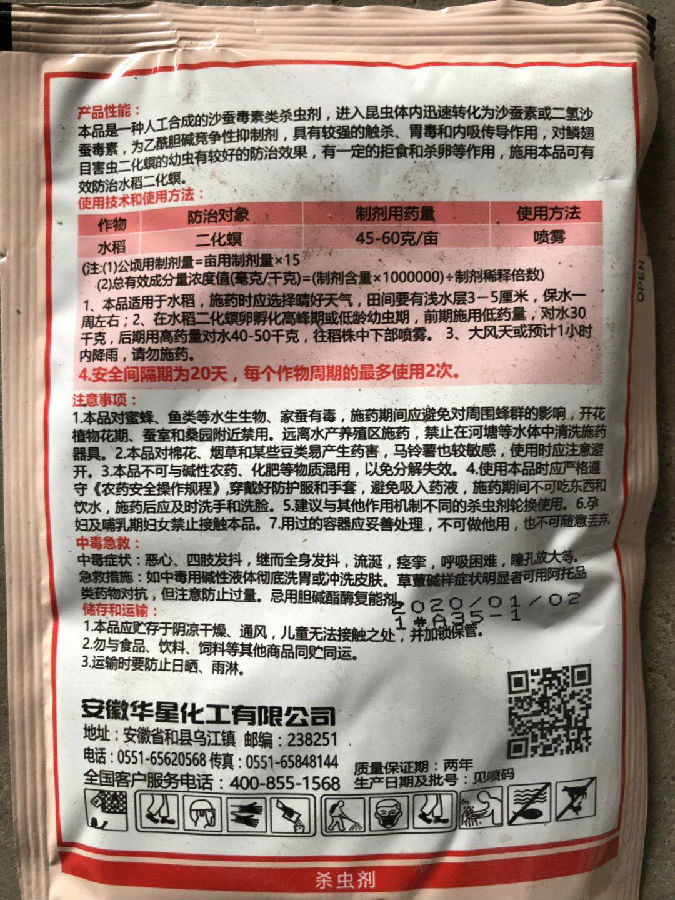 产品性能：
本品是一种人工合成的沙蚕毒素类杀虫剂，进入昆虫体内迅速转化为沙蚕素或二氢沙
蚕毒素，为乙酰胆碱竞争性抑制剂，具有较强的触杀、胃毒和内吸传导作用，对鳞翅
目害虫二化螟的幼虫有较好的防治效果，有一定的拒食和杀卵等作用，施用本品可有
效防治水稻二化螟。
使用技术和使用方法：
作物 防治对象 制剂用药量 使用方法
水稻 二化螟 45-60克/亩 喷雾
(注:(1)公顷用制剂量=亩用制剂量×15
(2)总有效成分量浓度值(毫克/千克)=(制剂含量×1000000)÷制剂稀释倍数)
1、本品适用于水稻，施药时应选择晴好天气，田间要有浅水层3－5厘米，保水一
周左右；2、在水稻二化螟卵孵化高峰期或低龄幼虫期，前期施用低药量，对水30
千克，后期用高药量对水40-50千克，往稻株中下部喷雾。 3、大风天或预计1小时
内降雨，请勿施药。
4.安全间隔期为20天，每个作物周期的最多使用2次。
注意事项：
1.本品对蜜蜂、鱼类等水生生物、家蚕有毒，施药期间应避免对周围蜂群的影响，开花
植物花期、蚕室和桑园附近禁用。远离水产养殖区施药，禁止在河塘等水体中清洗施药
器具。2.本品对棉花、烟草和某些豆类易产生药害，马铃薯也较敏感，使用时应注意避
开。3.本品不可与碱性农药、化肥等物质混用，以免分解失效。4.使用本品时应严格遵
守《农药安全操作规程》,穿戴好防护服和手套，避免吸入药液，施药期间不可吃东西和
饮水，施药后应及时洗手和洗脸。5.建议与其他作用机制不同的杀虫剂轮换使用。6.孕
妇及哺乳期妇女禁止接触本品。7.用过的容器应妥善处理，不可做他用，也不可随意丢弃.
中毒急救：
中毒症状：恶心、四肢发抖，继而全身发抖，流涎，痉挛，呼吸困难，瞳孔放大等。
急救措施：如中毒用碱性液体彻底洗胃或冲洗皮肤。草蕈碱样症状明显者可用阿托品
类药物对抗，但注意防止过量。忌用胆碱酯酶复能剂。
2020/01/02
1#A35-1
储存和运输：
1.本品应贮存于阴凉干燥、通风，儿童无法接触之处，并加锁保管。
2.勿与食品、饮料、饲料等其他商品同贮同运。
3.运输时要防止日晒、雨淋。
安徽华星化工有限公司
地址：安徽省和县乌江镇 邮编：238251
电话：0551-65620568 传真：0551-65848144
全国客户服务电话：400-855-1568
质量保证期：两年
生产日期及批号：见喷码
杀虫剂
OPEN